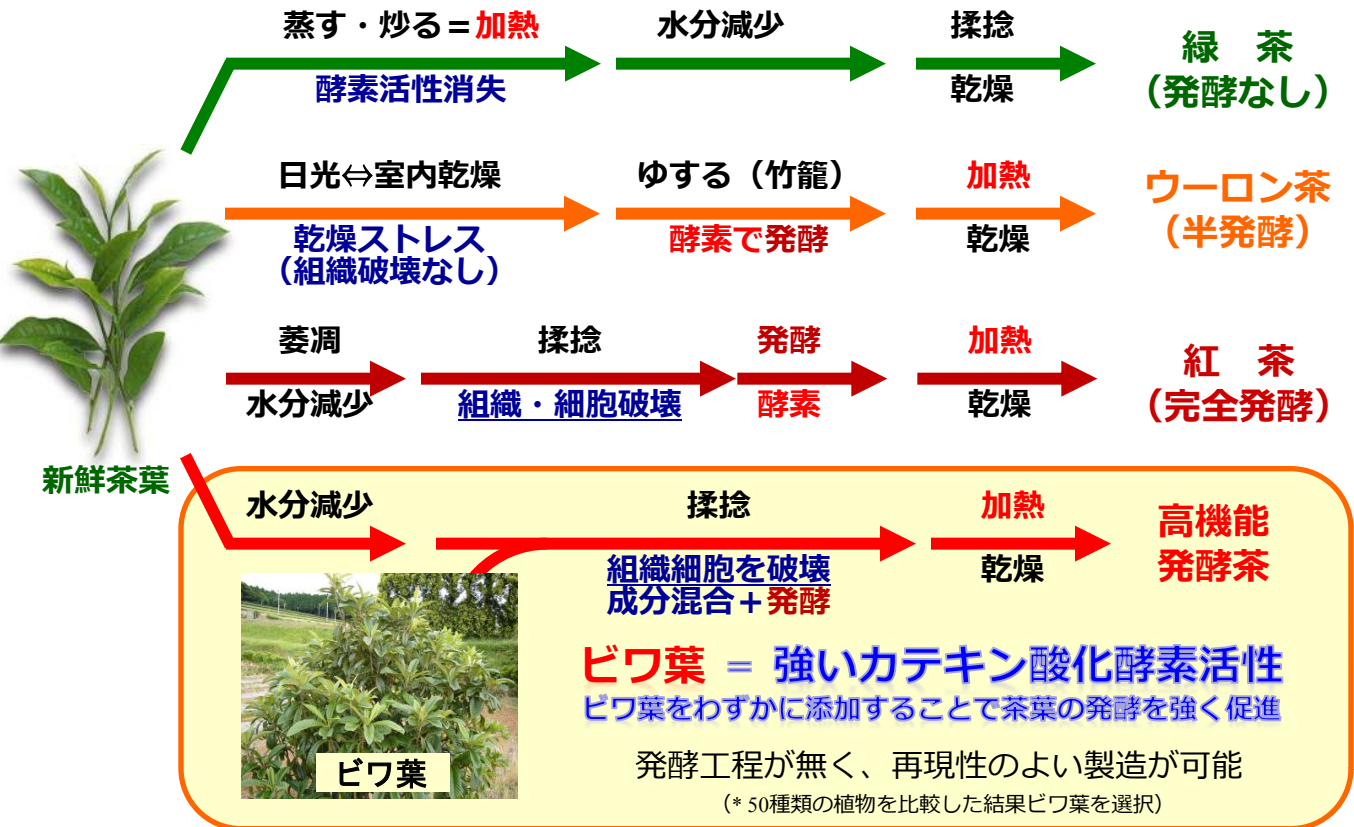 蒸す・炒る＝加熱
水分減少
揉捻
酵素活性消失
乾燥
緑　茶
（発酵なし）
日光⇔室内乾燥
ゆする（竹籠）
加熱
乾燥ストレス
（組織破壊なし）
酵素で発酵
乾燥
ウーロン茶
（半発酵）
萎凋
揉捻
発酵
加熱
水分減少
組織・細胞破壊
酵素
乾燥
紅　茶
（完全発酵）
新鮮茶葉
水分減少
揉捻
加熱
組織細胞を破壊
成分混合＋発酵
乾燥
高機能
発酵茶
ビワ葉
ビワ葉 = 強いカテキン酸化酵素活性
ビワ葉をわずかに添加することで茶葉の発酵を強く促進
発酵工程が無く、再現性のよい製造が可能
（* 50種類の植物を比較した結果ビワ葉を選択）